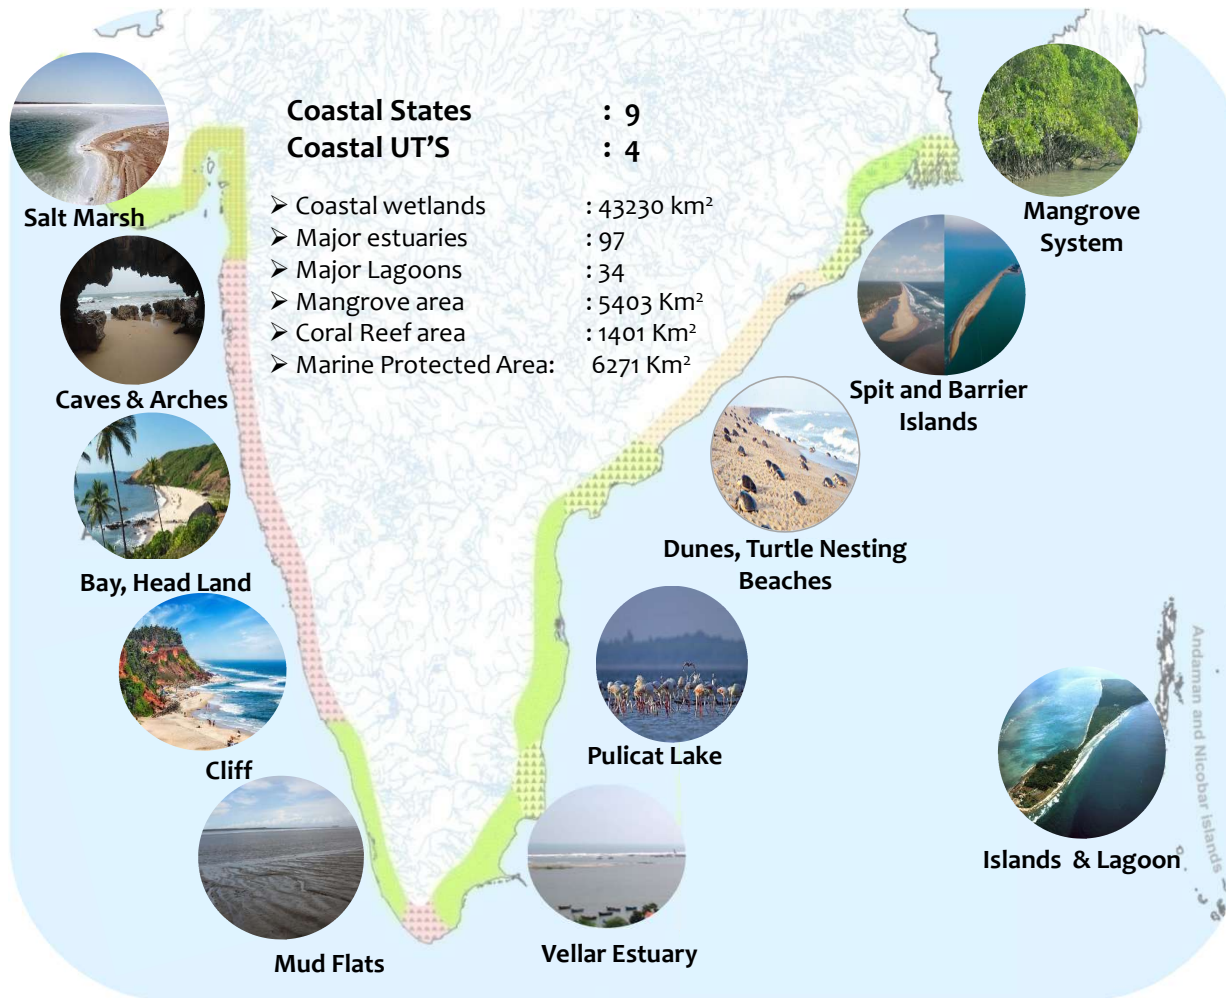 Coastal States : 9
Coastal UT'S : 4
➢ Coastal wetlands : 43230 km²
➢ Major estuaries : 97
➢ Major Lagoons : 34
➢ Mangrove area : 5403 Km²
➢ Coral Reef area : 1401 Km²
➢ Marine Protected Area: 6271 Km²
Salt Marsh
Caves & Arches
Bay, Head Land
Cliff
Mud Flats
Vellar Estuary
Pulicat Lake
Dunes, Turtle Nesting
Beaches
Spit and Barrier
Islands
Mangrove
System
Islands & Lagoon
Andaman and Nicobar islands